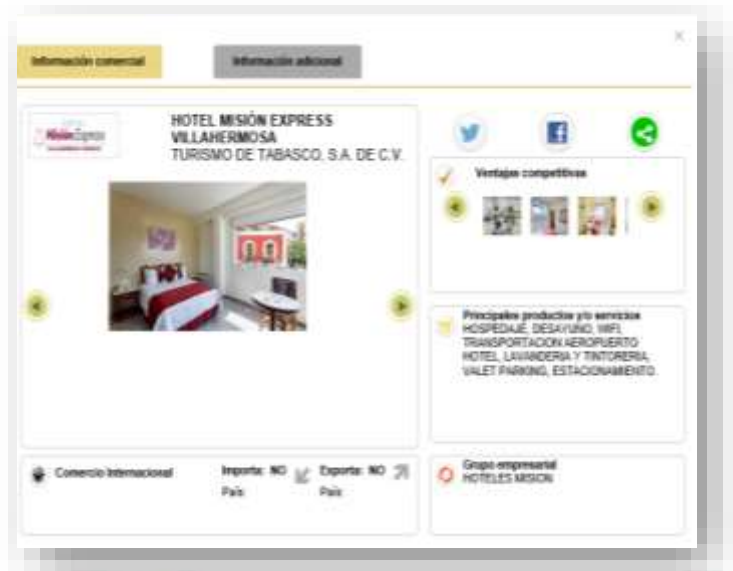 Información comercial
Información adicional
HOTEL MISIÓN EXPRESS
VILLAHERMOSA
TURISMO DE TABASCO, S.A. DE C.V.
Ventajas competitivas
Principales productos y/o servicios
HOSPEDAJE, DESAYUNO, WIFI,
TRANSPORTACION AEROPUERTO
HOTEL, LAVANDERIA Y TINTORERIA,
VALET PARKING, ESTACIONAMIENTO.
Comercio Internacional
Importa: NO
Exporta: NO
País
País
Grupo empresarial
HOTELES MISION